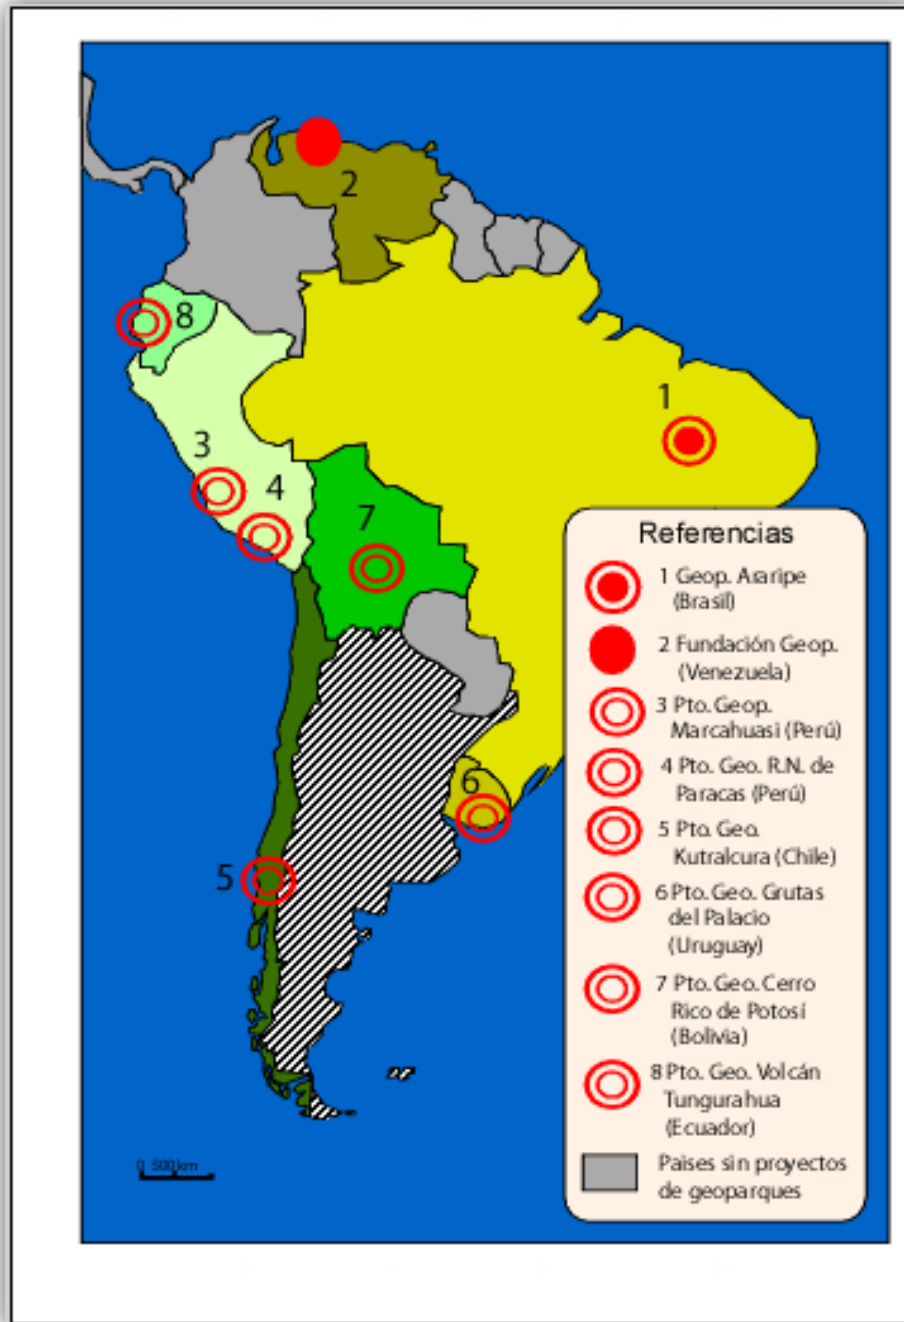 2
8
1
3
4
7
6
5
0 500 km
Referencias
1 Geop. Araripe
(Brasil)
2 Fundación Geop.
(Venezuela)
3 Pto. Geop.
Marcahuasi (Perú)
4 Pto. Geo. R.N. de
Paracas (Perú)
5 Pto. Geo.
Kutralcura (Chile)
6 Pto. Geo. Grutas
del Palacio
(Uruguay)
7 Pto. Geo. Cerro
Rico de Potosí
(Bolivia)
8 Pto. Geo. Volcán
Tungurahua
(Ecuador)
Paises sin proyectos
de geoparques